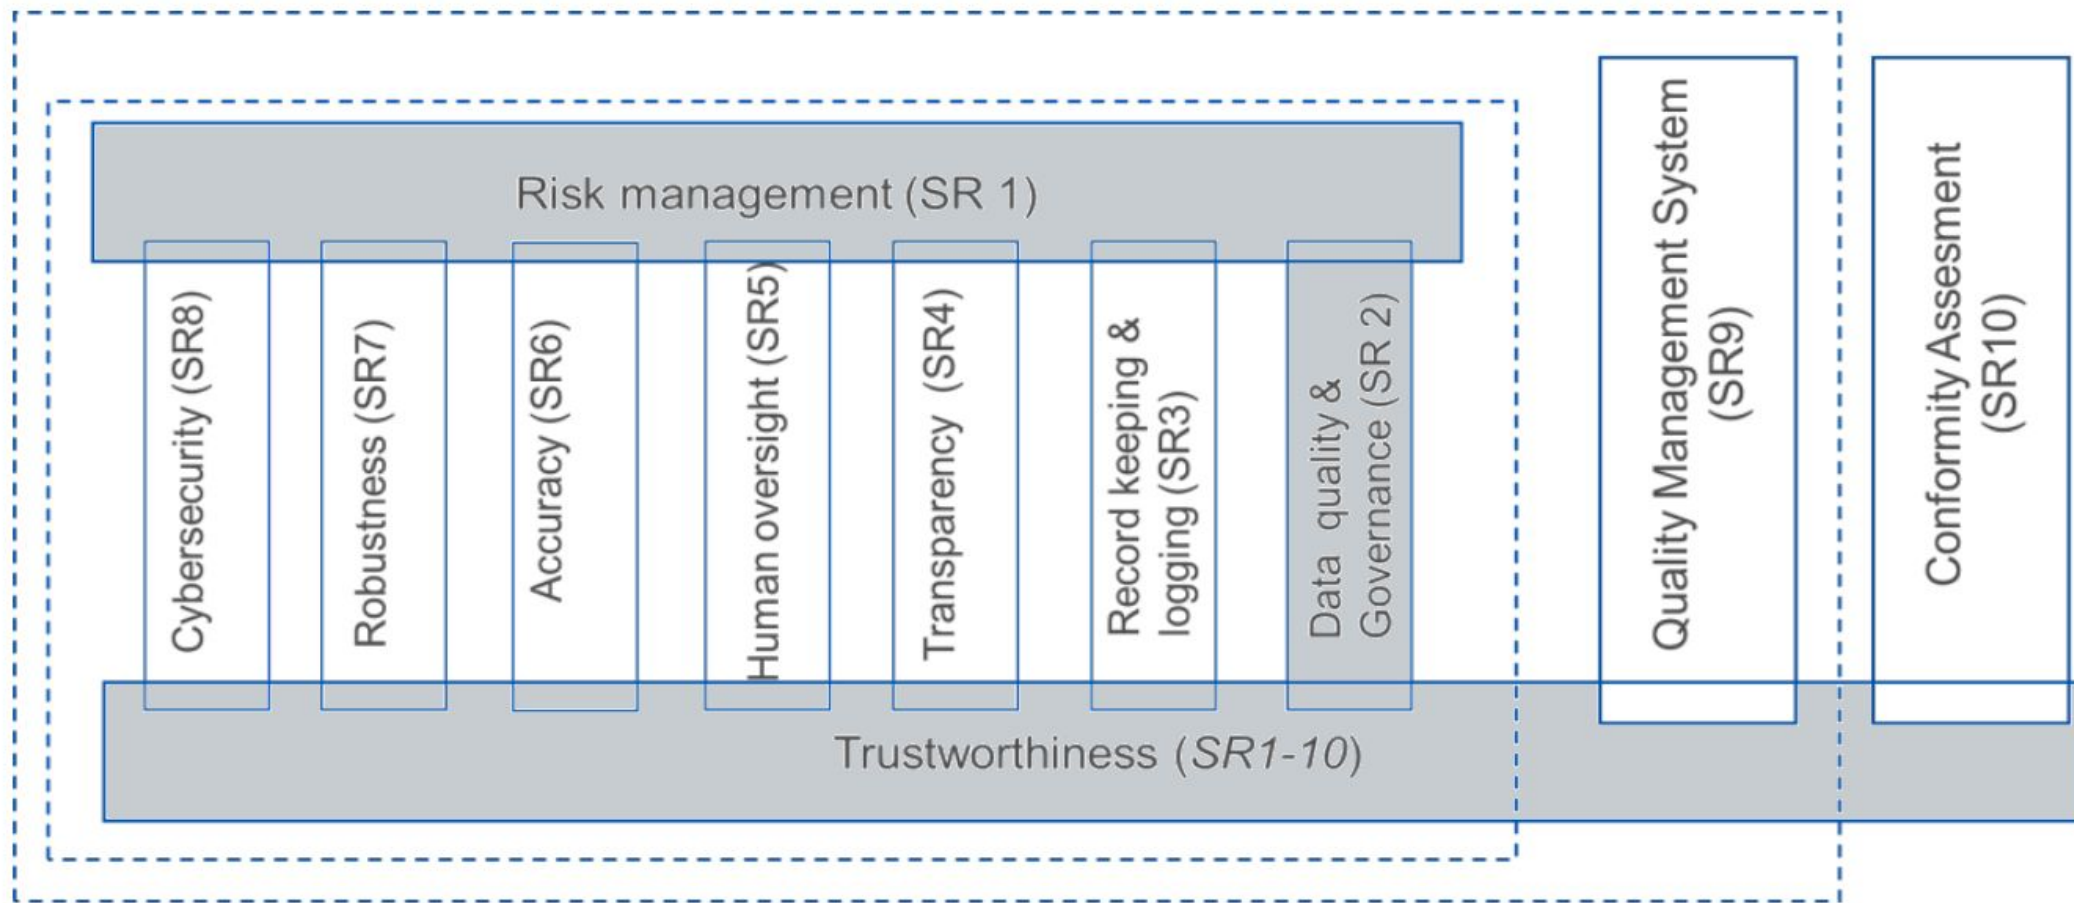 Risk management (SR 1)
Cybersecurity (SR8)
Robustness (SR7)
Accuracy (SR6)
Human oversight (SR5)
Transparency (SR4)
Record keeping &
logging (SR3)
Data quality &
Governance (SR 2)
Quality Management System
(SR9)
Conformity Assessment
(SR10)
Trustworthiness (SR1-10)